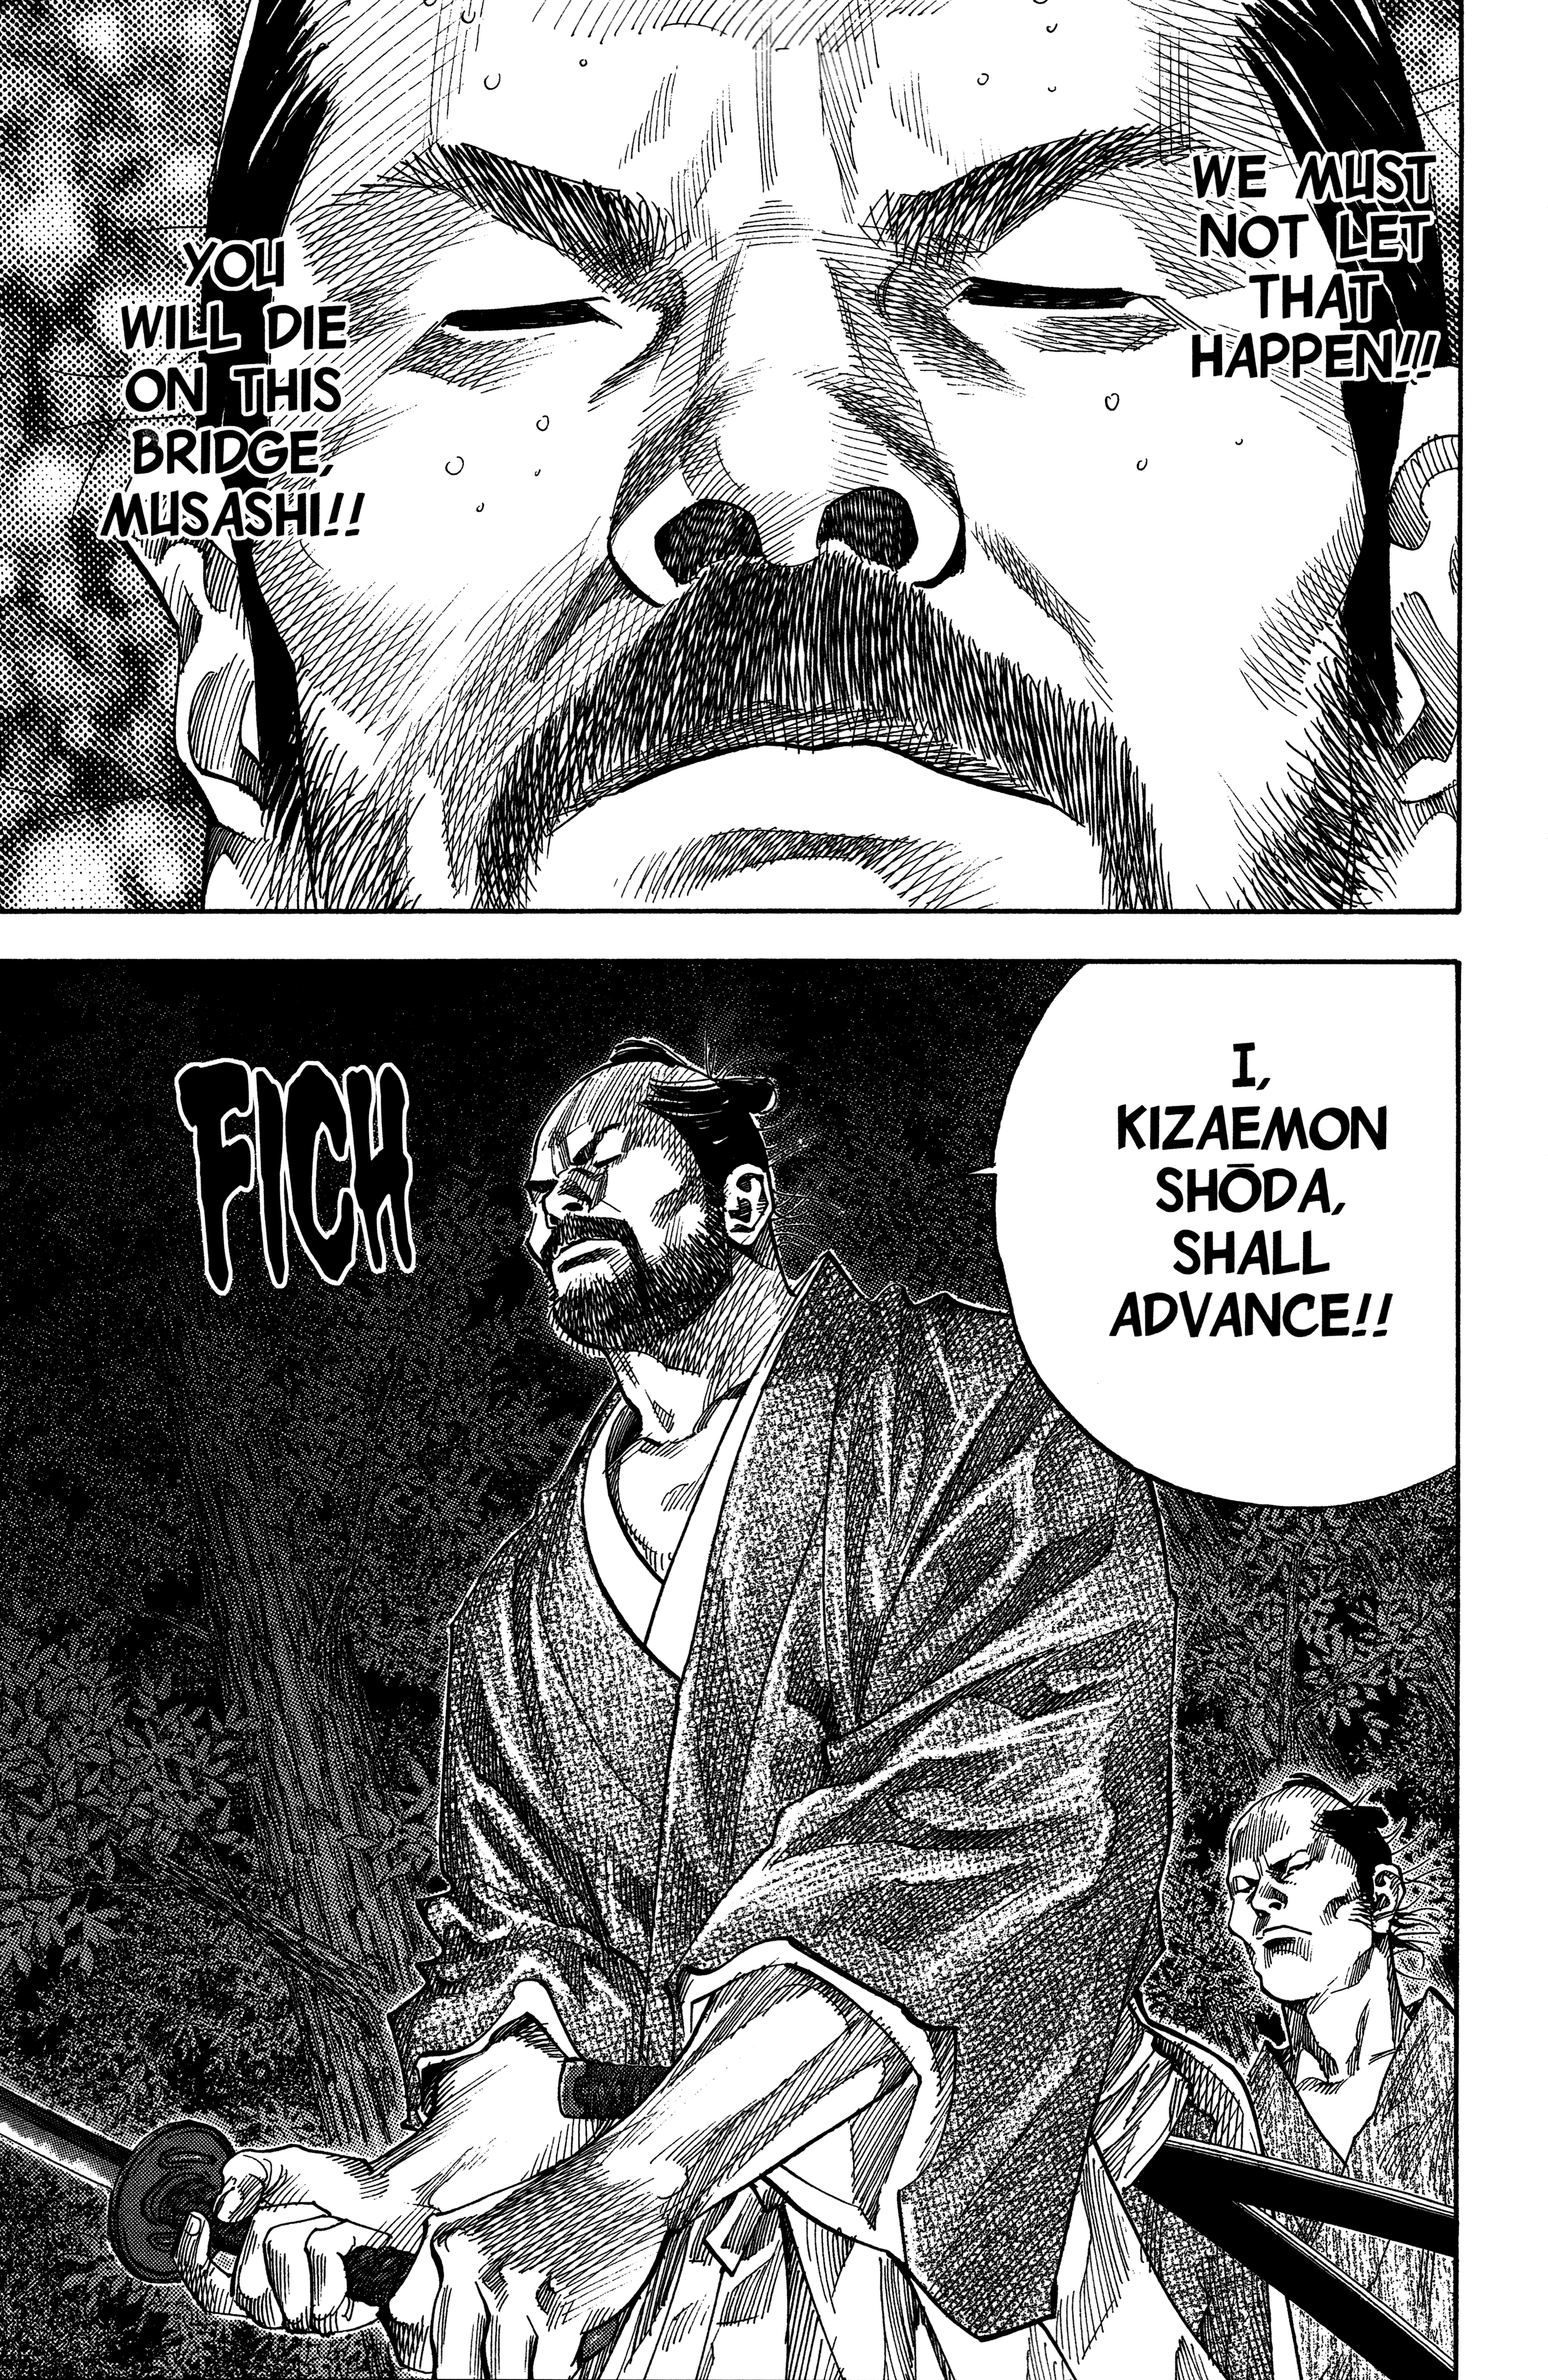 WE MUST
NOT LET
THAT
HAPPEN!!
YOU
WILL DIE
ON THIS
BRIDGE,
MUSASHI!!
I,
KIZAEMON
SHŌDA,
SHALL
ADVANCE!!
FICH